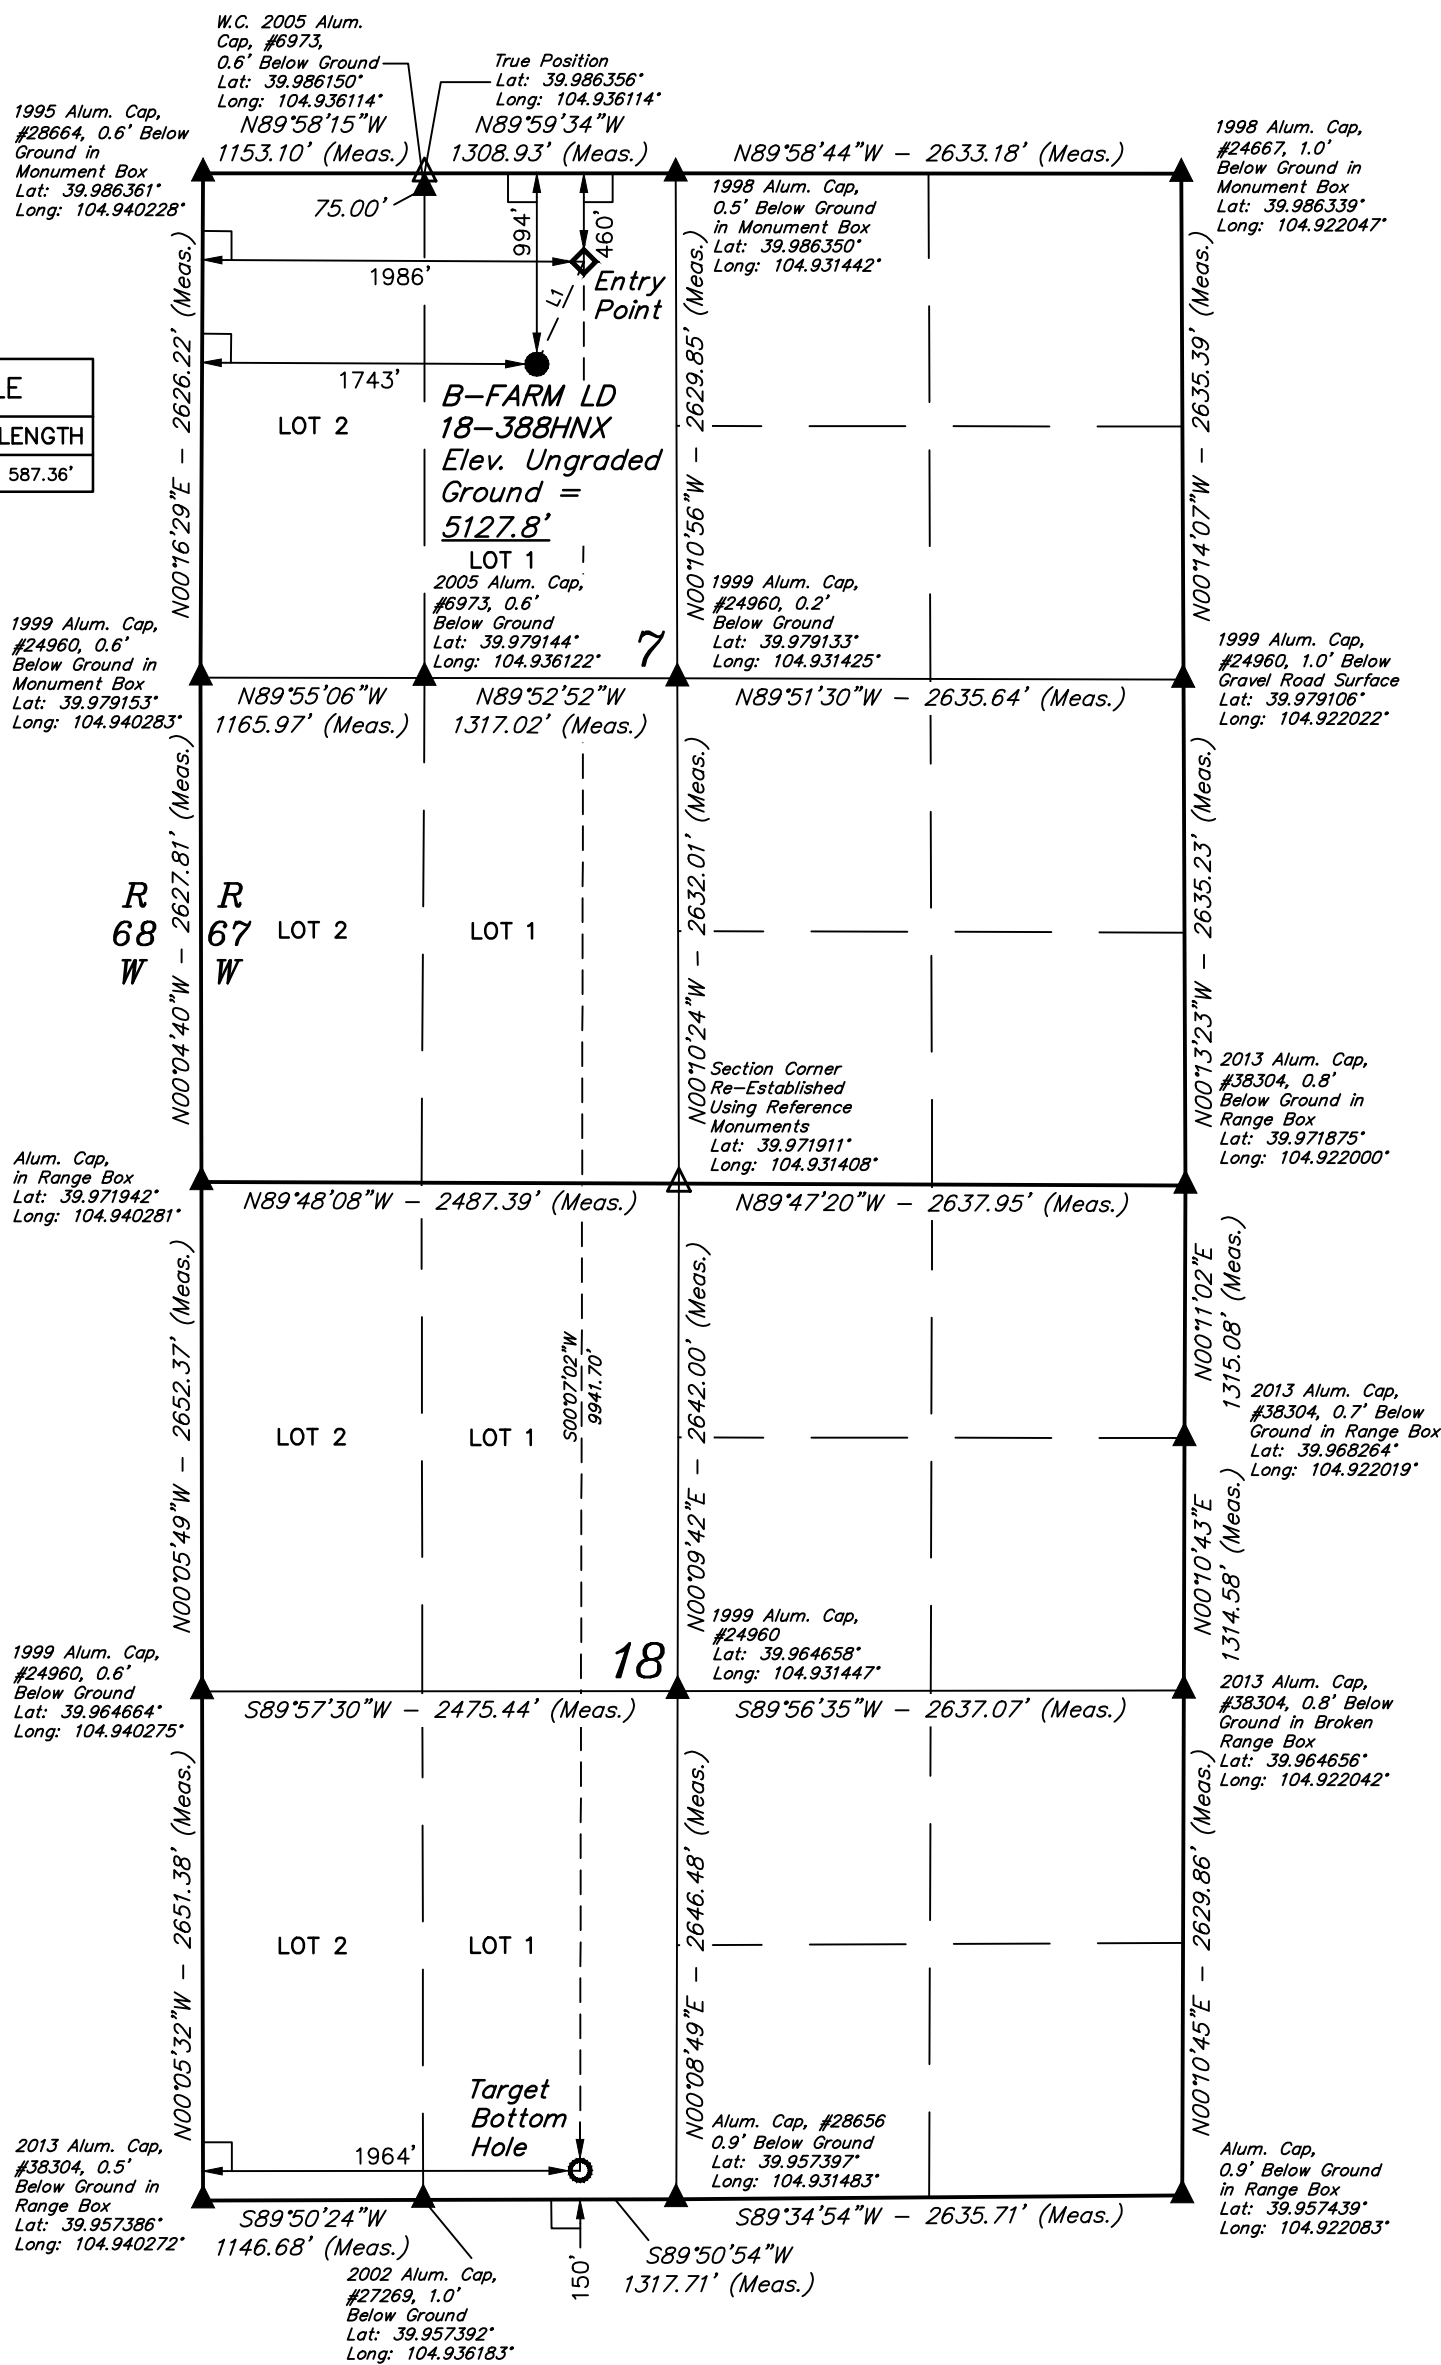 W.C. 2005 Alum.
Cap, #6973,
0.6' Below Ground
Lat: 39.986150°
Long: 104.936114°
True Position
Lat: 39.986356°
Long: 104.936114°
1995 Alum. Cap,
#28664, 0.6' Below
Ground in
Monument Box
Lat: 39.986361°
Long: 104.940228°
N89°58'15"W
1153.10' (Meas.)
N89°59'34"W
1308.93' (Meas.)
N89°58'44"W – 2633.18' (Meas.)
1998 Alum. Cap,
#24667, 1.0'
Below Ground in
Monument Box
Lat: 39.986339°
Long: 104.922047°
75.00'
994'
460'
1998 Alum. Cap,
0.5' Below Ground
in Monument Box
Lat: 39.986350°
Long: 104.931442°
1986'
Entry
Point
L1
1743'
N00°16'29"E – 2626.22' (Meas.)
N00°10'56"W – 2629.85' (Meas.)
N00°14'07"W – 2635.39' (Meas.)
LE
LENGTH
587.36'
LOT 2
B–FARM LD
18–388HNX
Elev. Ungraded
Ground =
5127.8'
LOT 1
2005 Alum. Cap,
#6973, 0.6'
Below Ground
Lat: 39.979144°
Long: 104.936122°
7
1999 Alum. Cap,
#24960, 0.2'
Below Ground
Lat: 39.979133°
Long: 104.931425°
1999 Alum. Cap,
#24960, 0.6'
Below Ground in
Monument Box
Lat: 39.979153°
Long: 104.940283°
1999 Alum. Cap,
#24960, 1.0' Below
Gravel Road Surface
Lat: 39.979106°
Long: 104.922022°
N89°55'06"W
1165.97' (Meas.)
N89°52'52"W
1317.02' (Meas.)
N89°51'30"W – 2635.64' (Meas.)
N00°04'40"W – 2627.81' (Meas.)
N00°10'24"W – 2632.01' (Meas.)
N00°13'23"W – 2635.23' (Meas.)
R
68
W
R
67
W
LOT 2
LOT 1
Section Corner
Re–Established
Using Reference
Monuments
Lat: 39.971911°
Long: 104.931408°
2013 Alum. Cap,
#38304, 0.8'
Below Ground in
Range Box
Lat: 39.971875°
Long: 104.922000°
Alum. Cap,
in Range Box
Lat: 39.971942°
Long: 104.940281°
N89°48'08"W – 2487.39' (Meas.)
N89°47'20"W – 2637.95' (Meas.)
N00°05'49"W – 2652.37' (Meas.)
S00°07'02"W
9941.70'
N00°09'42"E – 2642.00' (Meas.)
N00°11'02"E
1315.08' (Meas.)
2013 Alum. Cap,
#38304, 0.7' Below
Ground in Range Box
Lat: 39.968264°
Long: 104.922019°
LOT 2
LOT 1
N00°10'43"E
1314.58' (Meas.)
18
1999 Alum. Cap,
#24960
Lat: 39.964658°
Long: 104.931447°
1999 Alum. Cap,
#24960, 0.6'
Below Ground
Lat: 39.964664°
Long: 104.940275°
2013 Alum. Cap,
#38304, 0.8' Below
Ground in Broken
Range Box
Lat: 39.964656°
Long: 104.922042°
S89°57'30"W – 2475.44' (Meas.)
S89°56'35"W – 2637.07' (Meas.)
N00°05'32"W – 2651.38' (Meas.)
N00°08'49"E – 2646.48' (Meas.)
N00°10'45"E – 2629.86' (Meas.)
LOT 2
LOT 1
Target
Bottom
Hole
1964'
Alum. Cap, #28656
0.9' Below Ground
Lat: 39.957397°
Long: 104.931483°
2013 Alum. Cap,
#38304, 0.5'
Below Ground in
Range Box
Lat: 39.957386°
Long: 104.940272°
Alum. Cap,
0.9' Below Ground
in Range Box
Lat: 39.957439°
Long: 104.922083°
S89°50'24"W
1146.68' (Meas.)
S89°34'54"W – 2635.71' (Meas.)
150'
S89°50'54"W
1317.71' (Meas.)
2002 Alum. Cap,
#27269, 1.0'
Below Ground
Lat: 39.957392°
Long: 104.936183°